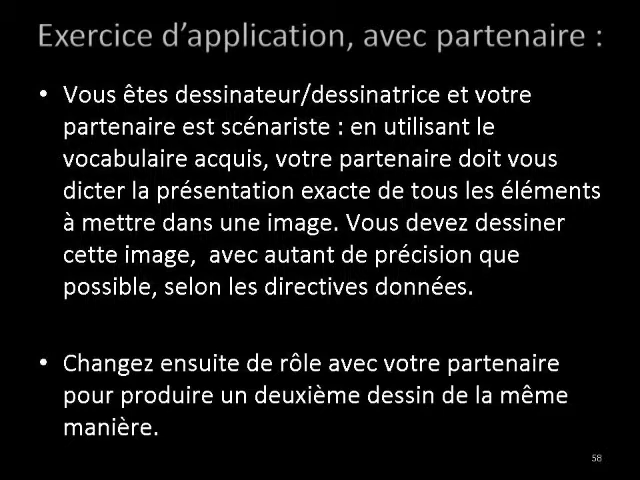 Exercice d’application, avec partenaire :
• Vous êtes dessinateur/dessinatrice et votre
partenaire est scénariste : en utilisant le
vocabulaire acquis, votre partenaire doit vous
dicter la présentation exacte de tous les éléments
à mettre dans une image. Vous devez dessiner
cette image,  avec autant de précision que
possible, selon les directives données.
• Changez ensuite de rôle avec votre partenaire
pour produire un deuxième dessin de la même
manière.
58